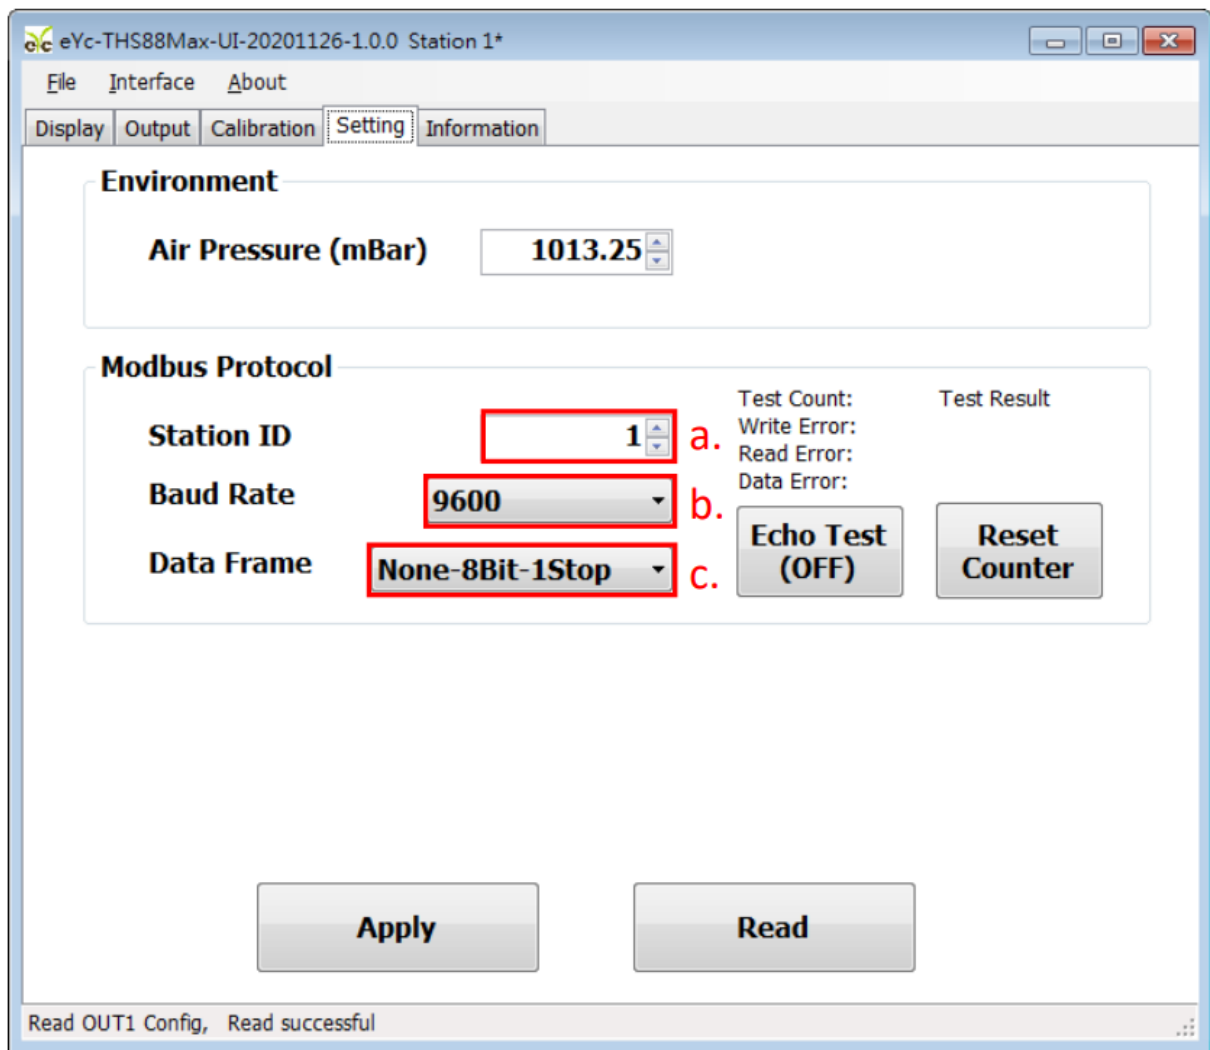 eYc-THS88Max-UI-20201126-1.0.0 Station 1*
File Interface About
Display Output Calibration Setting Information
Environment
Air Pressure (mBar) 1013.25
Modbus Protocol
Station ID 1 a.
Baud Rate 9600 b.
Data Frame None-8Bit-1Stop c.
Test Count: Test Result
Write Error:
Read Error:
Data Error:
Echo Test
(OFF)
Reset
Counter
Apply Read
Read OUT1 Config, Read successful